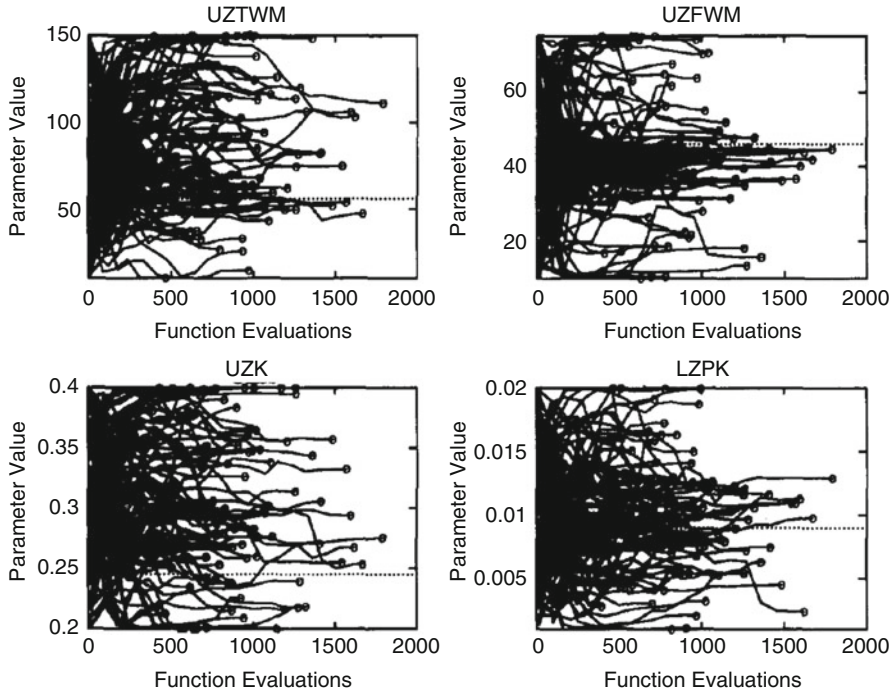 UZTWM
150
100
50
0 500 1000 1500 2000
Parameter Value
Function Evaluations
UZFWM
60
40
20
0 500 1000 1500 2000
Parameter Value
Function Evaluations
UZK
0.4
0.35
0.3
0.25
0.2
0 500 1000 1500 2000
Parameter Value
Function Evaluations
LZPK
0.02
0.015
0.01
0.005
0 500 1000 1500 2000
Parameter Value
Function Evaluations